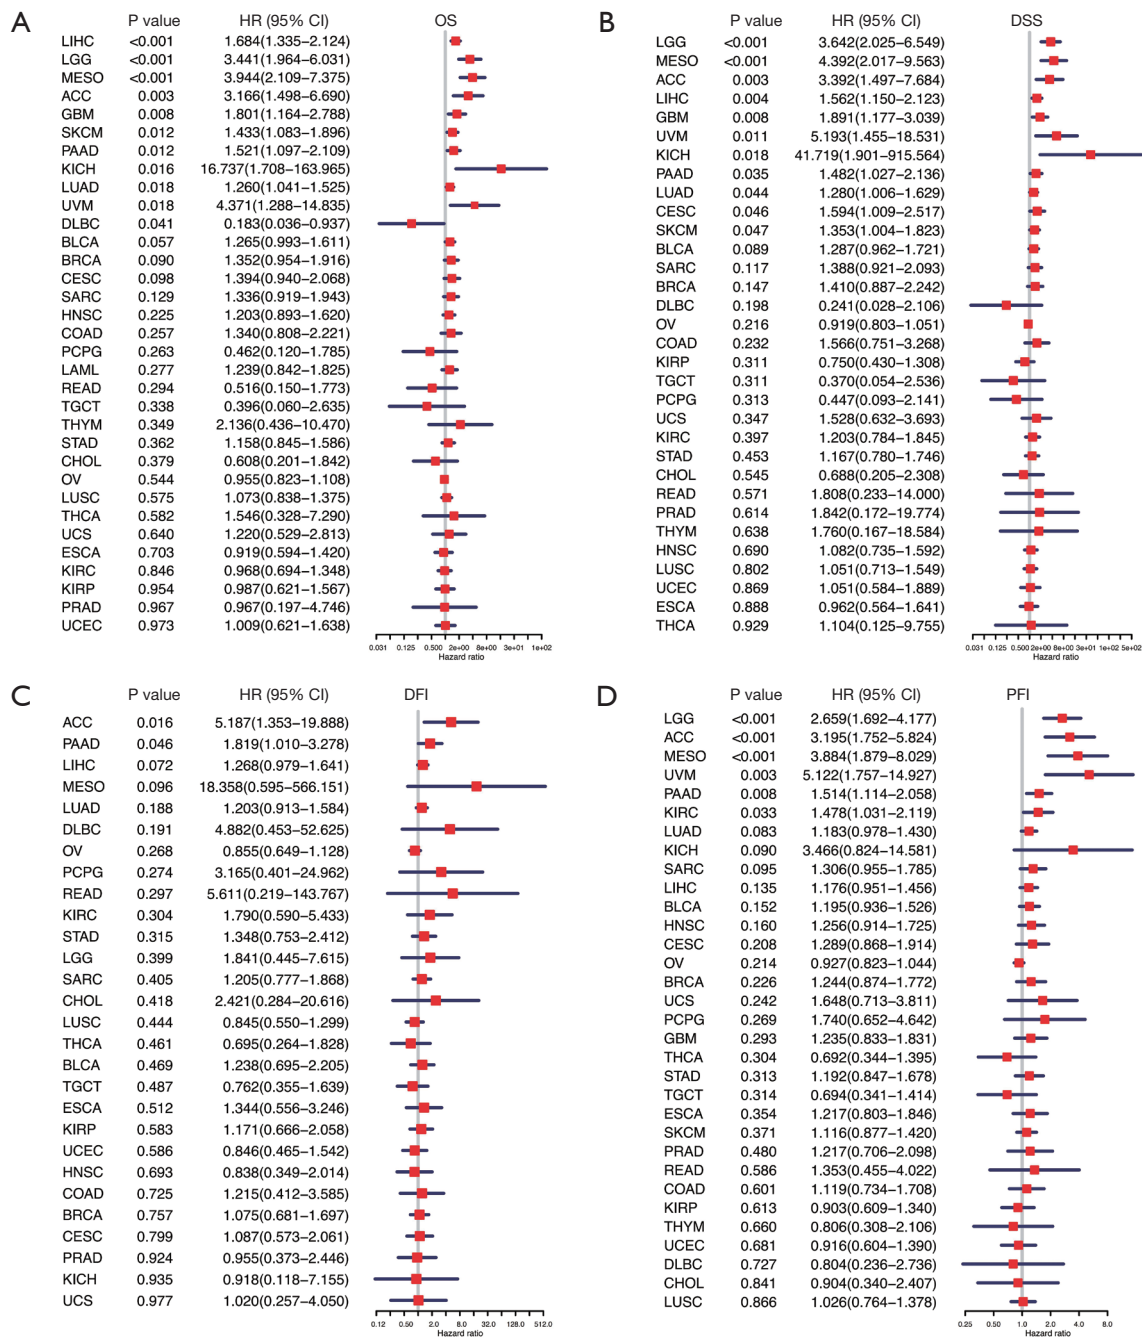 A P value HR (95% CI) OS
LIHC <0.001 1.684(1.335−2.124)
LGG <0.001 3.441(1.964−6.031)
MESO <0.001 3.944(2.109−7.375)
ACC 0.003 3.166(1.498−6.690)
GBM 0.008 1.801(1.164−2.788)
SKCM 0.012 1.433(1.083−1.896)
PAAD 0.012 1.521(1.097−2.109)
KICH 0.016 16.737(1.708−163.965)
LUAD 0.018 1.260(1.041−1.525)
UVM 0.018 4.371(1.288−14.835)
DLBC 0.041 0.183(0.036−0.937)
BLCA 0.057 1.265(0.993−1.611)
BRCA 0.090 1.352(0.954−1.916)
CESC 0.098 1.394(0.940−2.068)
SARC 0.129 1.336(0.919−1.943)
HNSC 0.225 1.203(0.893−1.620)
COAD 0.257 1.340(0.808−2.221)
PCPG 0.263 0.462(0.120−1.785)
LAML 0.277 1.239(0.842−1.825)
READ 0.294 0.516(0.150−1.773)
TGCT 0.338 0.396(0.060−2.635)
THYM 0.349 2.136(0.436−10.470)
STAD 0.362 1.158(0.845−1.586)
CHOL 0.379 0.608(0.201−1.842)
OV 0.544 0.955(0.823−1.108)
LUSC 0.575 1.073(0.838−1.375)
THCA 0.582 1.546(0.328−7.290)
UCS 0.640 1.220(0.529−2.813)
ESCA 0.703 0.919(0.594−1.420)
KIRC 0.846 0.968(0.694−1.348)
KIRP 0.954 0.987(0.621−1.567)
PRAD 0.967 0.967(0.197−4.746)
UCEC 0.973 1.009(0.621−1.638)
0.031 0.125 0.500 2e+00 8e+00 3e+01 1e+02
Hazard ratio
B P value HR (95% CI) DSS
LGG <0.001 3.642(2.025−6.549)
MESO <0.001 4.392(2.017−9.563)
ACC 0.003 3.392(1.497−7.684)
LIHC 0.004 1.562(1.150−2.123)
GBM 0.008 1.891(1.177−3.039)
UVM 0.011 5.193(1.455−18.531)
KICH 0.018 41.719(1.901−915.564)
PAAD 0.035 1.482(1.027−2.136)
LUAD 0.044 1.280(1.006−1.629)
CESC 0.046 1.594(1.009−2.517)
SKCM 0.047 1.353(1.004−1.823)
BLCA 0.089 1.287(0.962−1.721)
SARC 0.117 1.388(0.921−2.093)
BRCA 0.147 1.410(0.887−2.242)
DLBC 0.198 0.241(0.028−2.106)
OV 0.216 0.919(0.803−1.051)
COAD 0.232 1.566(0.751−3.268)
KIRP 0.311 0.750(0.430−1.308)
TGCT 0.311 0.370(0.054−2.536)
PCPG 0.313 0.447(0.093−2.141)
UCS 0.347 1.528(0.632−3.693)
KIRC 0.397 1.203(0.784−1.845)
STAD 0.453 1.167(0.780−1.746)
CHOL 0.545 0.688(0.205−2.308)
READ 0.571 1.808(0.233−14.000)
PRAD 0.614 1.842(0.172−19.774)
THYM 0.638 1.760(0.167−18.584)
HNSC 0.690 1.082(0.735−1.592)
LUSC 0.802 1.051(0.713−1.549)
UCEC 0.869 1.051(0.584−1.889)
ESCA 0.888 0.962(0.564−1.641)
THCA 0.929 1.104(0.125−9.755)
0.031 0.125 0.500 2e+00 8e+00 3e+01 1e+02 5e+02
Hazard ratio
C P value HR (95% CI) DFI
ACC 0.016 5.187(1.353−19.888)
PAAD 0.046 1.819(1.010−3.278)
LIHC 0.072 1.268(0.979−1.641)
MESO 0.096 18.358(0.595−566.151)
LUAD 0.188 1.203(0.913−1.584)
DLBC 0.191 4.882(0.453−52.625)
OV 0.268 0.855(0.649−1.128)
PCPG 0.274 3.165(0.401−24.962)
READ 0.297 5.611(0.219−143.767)
KIRC 0.304 1.790(0.590−5.433)
STAD 0.315 1.348(0.753−2.412)
LGG 0.399 1.841(0.445−7.615)
SARC 0.405 1.205(0.777−1.868)
CHOL 0.418 2.421(0.284−20.616)
LUSC 0.444 0.845(0.550−1.299)
THCA 0.461 0.695(0.264−1.828)
BLCA 0.469 1.238(0.695−2.205)
TGCT 0.487 0.762(0.355−1.639)
ESCA 0.512 1.344(0.556−3.246)
KIRP 0.583 1.171(0.666−2.058)
UCEC 0.586 0.846(0.465−1.542)
HNSC 0.693 0.838(0.349−2.014)
COAD 0.725 1.215(0.412−3.585)
BRCA 0.757 1.075(0.681−1.697)
CESC 0.799 1.087(0.573−2.061)
PRAD 0.924 0.955(0.373−2.446)
KICH 0.935 0.918(0.118−7.155)
UCS 0.977 1.020(0.257−4.050)
0.12 0.50 2.0 8.0 32.0 128.0 512.0
Hazard ratio
D P value HR (95% CI) PFI
LGG <0.001 2.659(1.692−4.177)
ACC <0.001 3.195(1.752−5.824)
MESO <0.001 3.884(1.879−8.029)
UVM 0.003 5.122(1.757−14.927)
PAAD 0.008 1.514(1.114−2.058)
KIRC 0.033 1.478(1.031−2.119)
LUAD 0.083 1.183(0.978−1.430)
KICH 0.090 3.466(0.824−14.581)
SARC 0.095 1.306(0.955−1.785)
LIHC 0.135 1.176(0.951−1.456)
BLCA 0.152 1.195(0.936−1.526)
HNSC 0.160 1.256(0.914−1.725)
CESC 0.208 1.289(0.868−1.914)
OV 0.214 0.927(0.823−1.044)
BRCA 0.226 1.244(0.874−1.772)
UCS 0.242 1.648(0.713−3.811)
PCPG 0.269 1.740(0.652−4.642)
GBM 0.293 1.235(0.833−1.831)
THCA 0.304 0.692(0.344−1.395)
STAD 0.313 1.192(0.847−1.678)
TGCT 0.314 0.694(0.341−1.414)
ESCA 0.354 1.217(0.803−1.846)
SKCM 0.371 1.116(0.877−1.420)
PRAD 0.480 1.217(0.706−2.098)
READ 0.586 1.353(0.455−4.022)
COAD 0.601 1.119(0.734−1.708)
KIRP 0.613 0.903(0.609−1.340)
THYM 0.660 0.806(0.308−2.106)
UCEC 0.681 0.916(0.604−1.390)
DLBC 0.727 0.804(0.236−2.736)
CHOL 0.841 0.904(0.340−2.407)
LUSC 0.866 1.026(0.764−1.378)
0.25 0.50 1.0 2.0 4.0 8.0
Hazard ratio